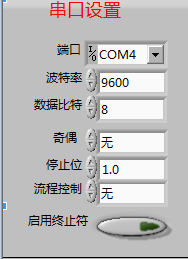 串口设置
端口 I/O COM4
波特率 9600
数据比特 8
奇偶 无
停止位 1.0
流程控制 无
启用终止符